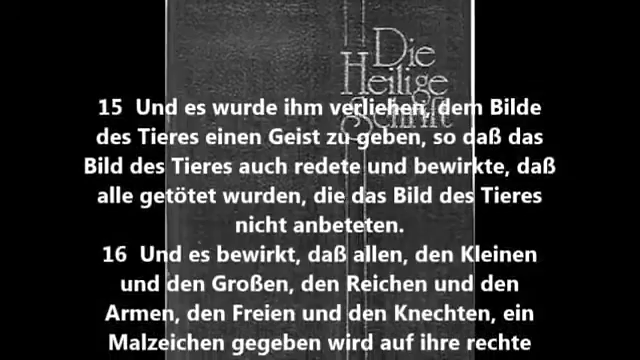 Die
Heilige
Schrift
15 Und es wurde ihm verliehen, dem Bilde
des Tieres einen Geist zu geben, so daß das
Bild des Tieres auch redete und bewirkte, daß
alle getötet wurden, die das Bild des Tieres
nicht anbeteten.
16 Und es bewirkt, daß allen, den Kleinen
und den Großen, den Reichen und den
Armen, den Freien und den Knechten, ein
Malzeichen gegeben wird auf ihre rechte